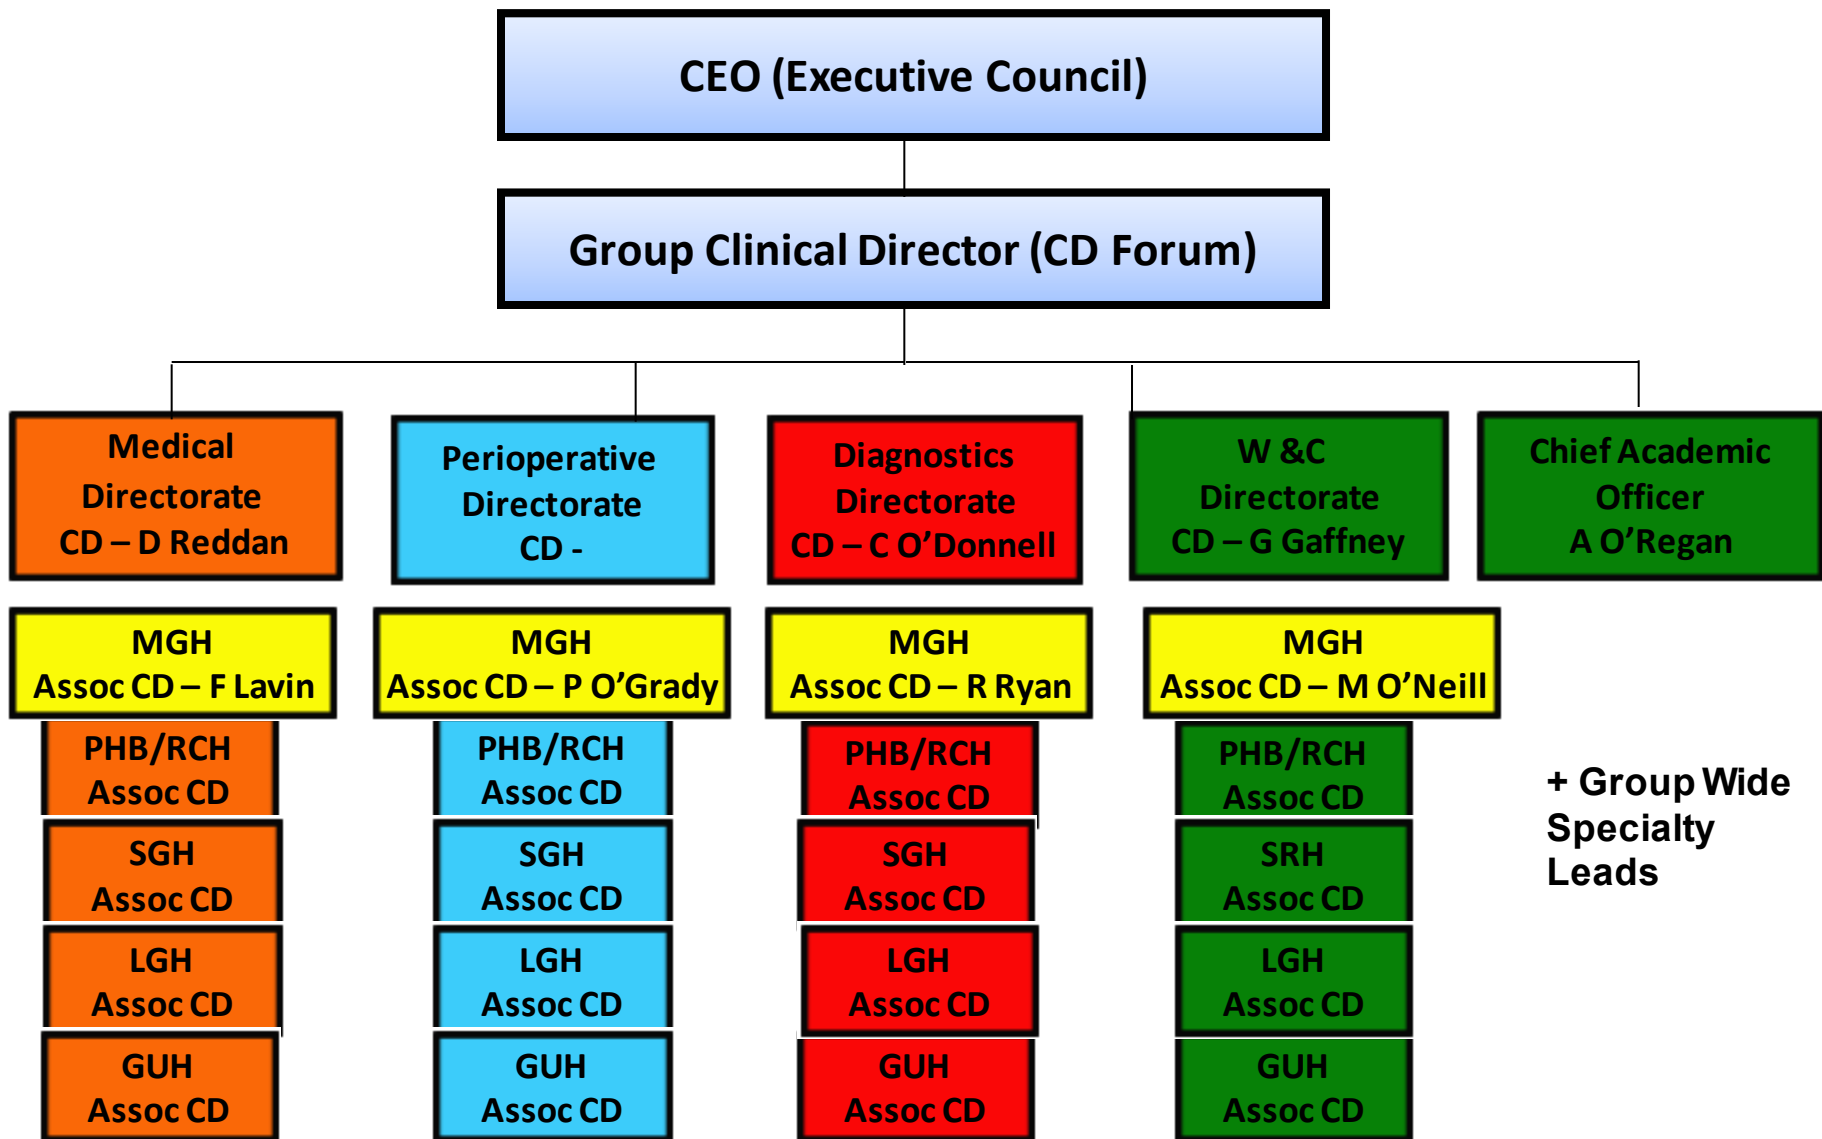 CEO (Executive Council)
Group Clinical Director (CD Forum)
Medical
Directorate
CD – D Reddan
Perioperative
Directorate
CD -
Diagnostics
Directorate
CD – C O’Donnell
W &C
Directorate
CD – G Gaffney
Chief Academic
Officer
A O’Regan
MGH
Assoc CD – F Lavin
MGH
Assoc CD – P O’Grady
MGH
Assoc CD – R Ryan
MGH
Assoc CD – M O’Neill
PHB/RCH
Assoc CD
PHB/RCH
Assoc CD
PHB/RCH
Assoc CD
PHB/RCH
Assoc CD
+ Group Wide
Specialty
Leads
SGH
Assoc CD
SGH
Assoc CD
SGH
Assoc CD
SRH
Assoc CD
LGH
Assoc CD
LGH
Assoc CD
LGH
Assoc CD
LGH
Assoc CD
GUH
Assoc CD
GUH
Assoc CD
GUH
Assoc CD
GUH
Assoc CD